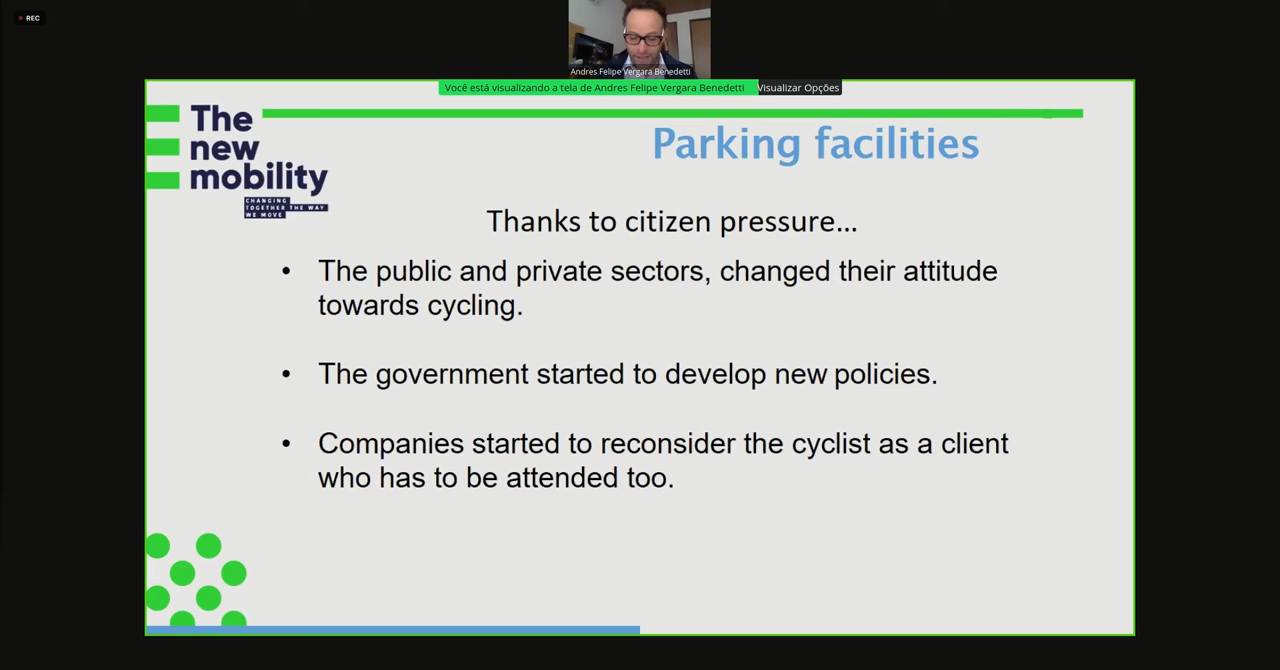 REC
Andres Felipe Vergara Benedetti
Você está visualizando a tela de Andres Felipe Vergara Benedetti
Visualizar Opções
The
new
mobility
CHANGING
TOGETHER THE WAY
WE MOVE
Parking facilities
Thanks to citizen pressure...
• The public and private sectors, changed their attitude
towards cycling.
• The government started to develop new policies.
• Companies started to reconsider the cyclist as a client
who has to be attended too.